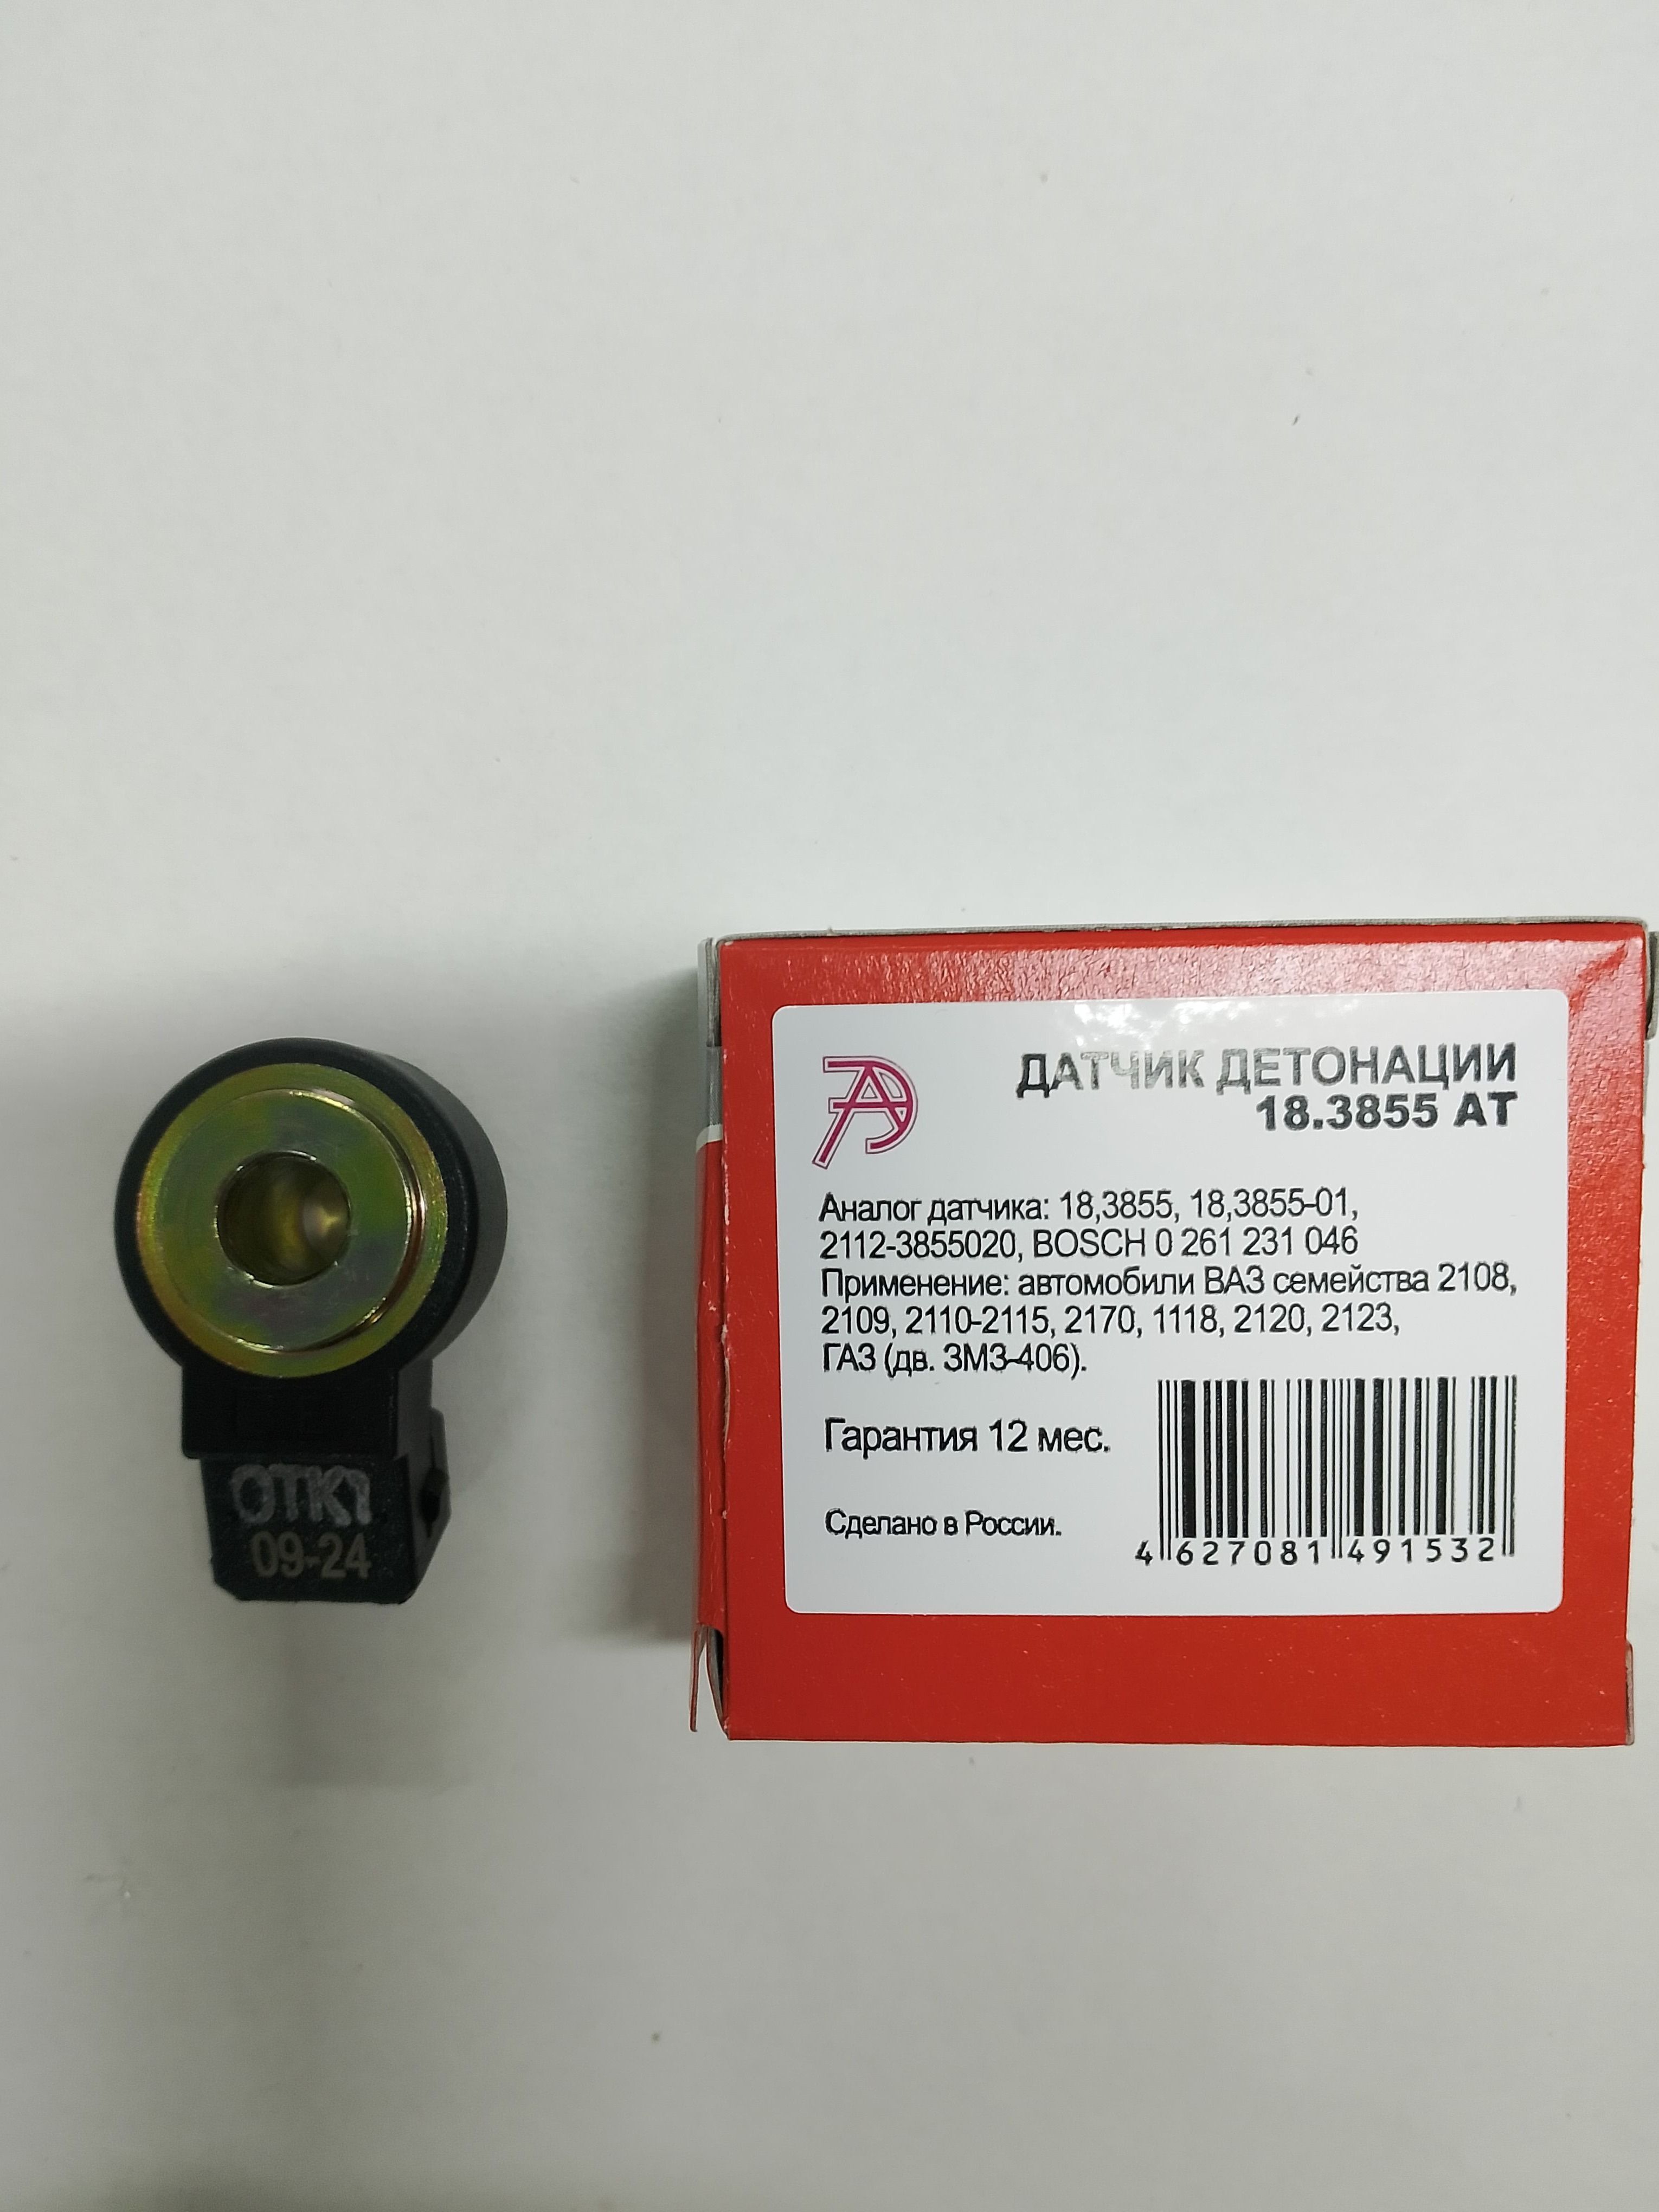 ДАТЧИК ДЕТОНАЦИИ
18.3855 АТ
Аналог датчика: 18,3855, 18,3855-01,
2112-3855020, BOSCH 0 261 231 046
Применение: автомобили ВАЗ семейства 2108,
2109, 2110-2115, 2170, 1118, 2120, 2123,
ГАЗ (дв. ЗМЗ-406).
Гарантия 12 мес.
Сделано в России.
4 627081 491532
ОТК1
09-24